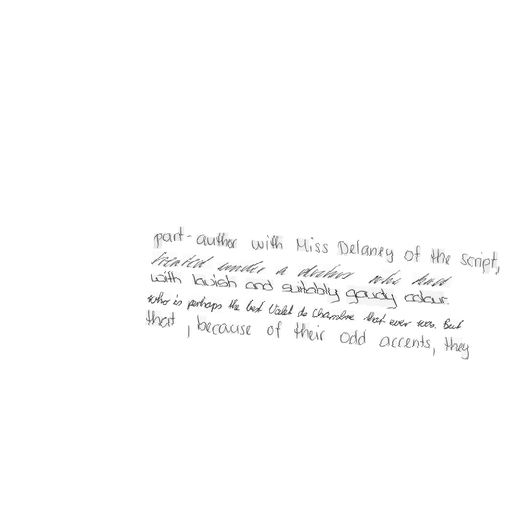 part-author with Miss Delaney of the script,
treated under a doctor who had
with lavish and suitably gaudy colour.
who is perhaps the best Valet de Chambre that ever was. But
that , because of their odd accents, they